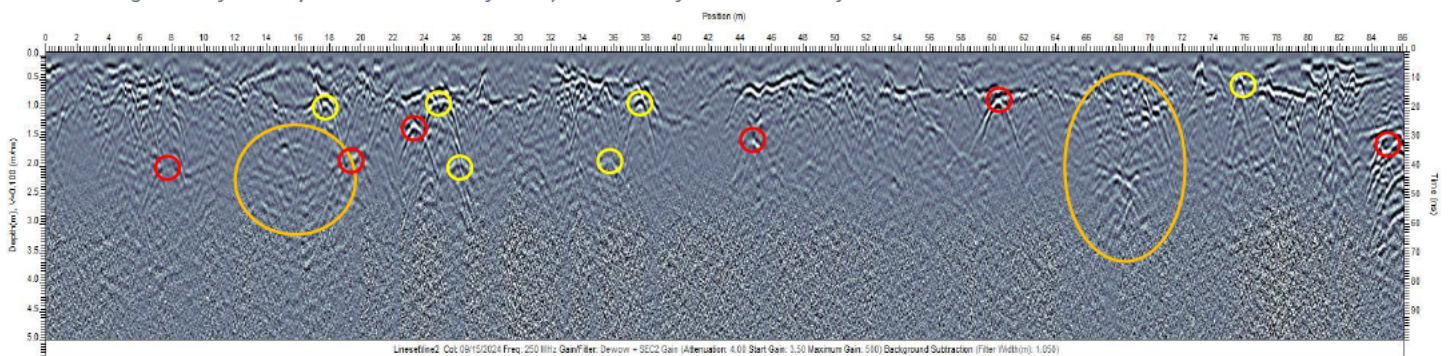 Position (m)
0 2 4 6 8 10 12 14 16 18 20 22 24 26 28 30 32 34 36 38 40 42 44 46 48 50 52 54 56 58 60 62 64 66 68 70 72 74 76 78 80 82 84 86
0.0 0
0.5 10
1.0 20
1.5 30
2.0 40
2.5 50
3.0 60
3.5 70
4.0 80
4.5 90
5.0
Depth(m),
Time (ns)
Linesetline2 Col: 09/15/2024 Freq: 250 MHz Gain/Filter: Dewow + SEC2 Gain (Attenuation: 4.00 Start Gain: 3.50 Maximum Gain: 500) Background Subtraction (Filter Width(m): 1.050)